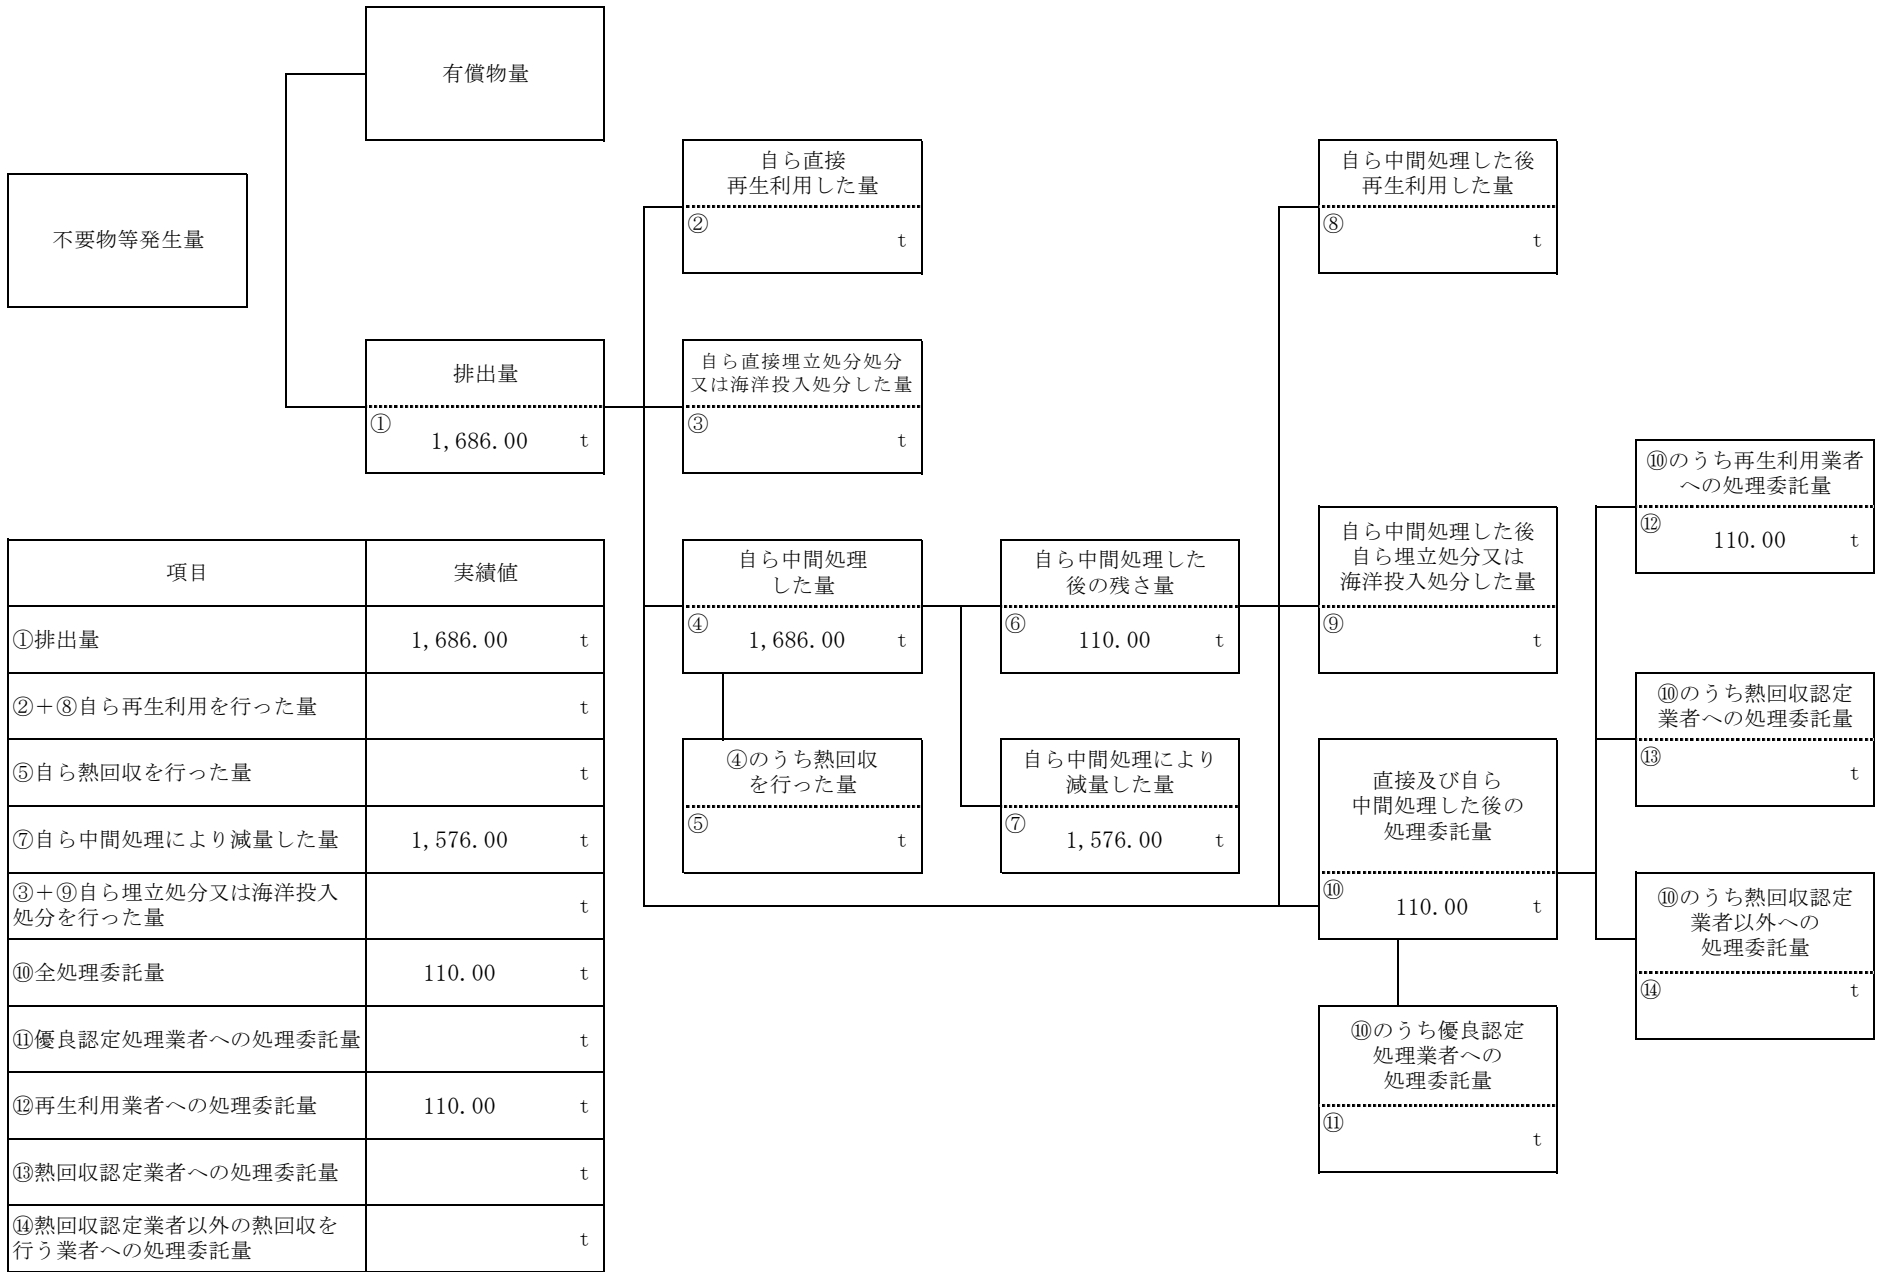 有償物量
不要物等発生量
排出量
① 1,686.00 t
自ら直接
再生利用した量
②
t
自ら直接埋立処分処分
又は海洋投入処分した量
③
t
自ら中間処理
した量
④ 1,686.00 t
④のうち熱回収
を行った量
⑤
t
自ら中間処理した
後の残さ量
⑥ 110.00 t
自ら中間処理により
減量した量
⑦ 1,576.00 t
自ら中間処理した後
再生利用した量
⑧
t
自ら中間処理した後
自ら埋立処分又は
海洋投入処分した量
⑨
t
直接及び自ら
中間処理した後の
処理委託量
⑩ 110.00 t
⑩のうち優良認定
処理業者への
処理委託量
⑪
t
⑩のうち再生利用業者
への処理委託量
⑫ 110.00 t
⑩のうち熱回収認定
業者への処理委託量
⑬
t
⑩のうち熱回収認定
業者以外への
処理委託量
⑭ t
項目 実績値
①排出量 1,686.00 t
②＋⑧自ら再生利用を行った量 t
⑤自ら熱回収を行った量 t
⑦自ら中間処理により減量した量 1,576.00 t
③＋⑨自ら埋立処分又は海洋投入
処分を行った量 t
⑩全処理委託量 110.00 t
⑪優良認定処理業者への処理委託量 t
⑫再生利用業者への処理委託量 110.00 t
⑬熱回収認定業者への処理委託量 t
⑭熱回収認定業者以外の熱回収を
行う業者への処理委託量 t